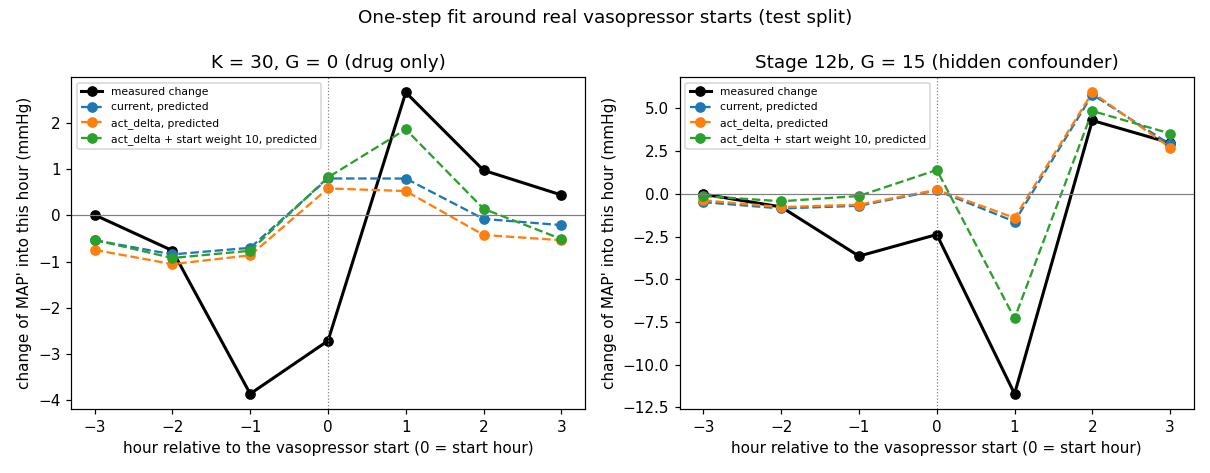 One-step fit around real vasopressor starts (test split)
K = 30, G = 0 (drug only)
measured change
current, predicted
act_delta, predicted
act_delta + start weight 10, predicted
change of MAP' into this hour (mmHg)
2
1
0
−1
−2
−3
−4
−3
−2
−1
0
1
2
3
hour relative to the vasopressor start (0 = start hour)
Stage 12b, G = 15 (hidden confounder)
measured change
current, predicted
act_delta, predicted
act_delta + start weight 10, predicted
change of MAP' into this hour (mmHg)
5.0
2.5
0.0
−2.5
−5.0
−7.5
−10.0
−12.5
−3
−2
−1
0
1
2
3
hour relative to the vasopressor start (0 = start hour)